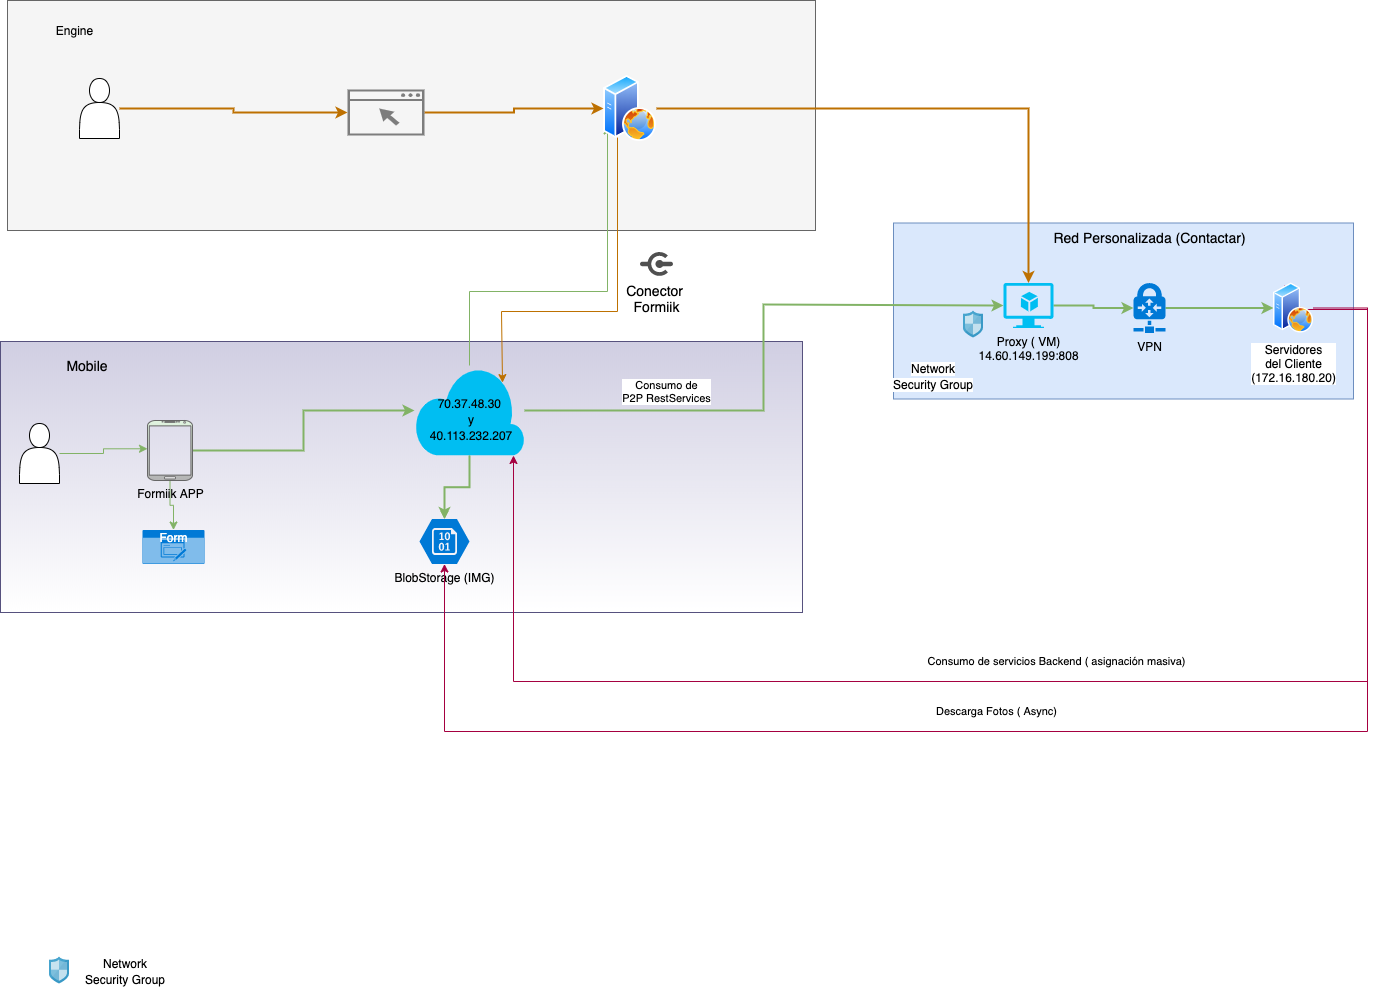 Engine
Conector
Formiik
Red Personalizada (Contactar)
Proxy ( VM)
14.60.149.199:808
VPN
Servidores
del Cliente
(172.16.180.20)
Network
Security Group
Mobile
70.37.48.30
y
40.113.232.207
Consumo de
P2P RestServices
Formiik APP
Form
10
01
BlobStorage (IMG)
Consumo de servicios Backend ( asignación masiva)
Descarga Fotos ( Async)
Network
Security Group